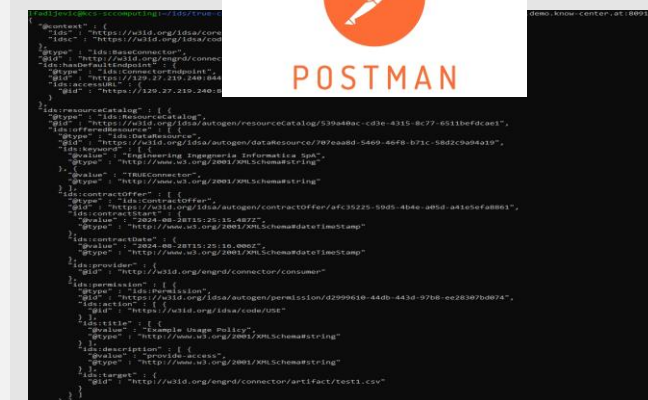 lfadljevic@kcs-sccomputing:~/ids/true-c
.demo.know-center.at:8091
POSTMAN
"@context" : {
"ids" : "https://w3id.org/idsa/core
"idsc" : "https://w3id.org/idsa/cod
},
"@type" : "ids:BaseConnector",
"@id" : "http://w3id.org/engrd/connec
"ids:hasDefaultEndpoint" : {
"@type" : "ids:ConnectorEndpoint",
"@id" : "https://129.27.219.240:844
"ids:accessURL" : {
"@id" : "https://129.27.219.240:8
}
},
"ids:resourceCatalog" : [ {
"@type" : "ids:ResourceCatalog",
"@id" : "https://w3id.org/idsa/autogen/resourceCatalog/539a40ac-cd3e-4315-8c77-6511befdcae1",
"ids:offeredResource" : [ {
"@type" : "ids:DataResource",
"@id" : "https://w3id.org/idsa/autogen/dataResource/707eaa8d-5469-46f8-b71c-58d2c9a94a19",
"ids:keyword" : [ {
"@value" : "Engineering Ingegneria Informatica SpA",
"@type" : "http://www.w3.org/2001/XMLSchema#string"
}, {
"@value" : "TRUEConnector",
"@type" : "http://www.w3.org/2001/XMLSchema#string"
} ],
"ids:contractOffer" : [ {
"@type" : "ids:ContractOffer",
"@id" : "https://w3id.org/idsa/autogen/contractOffer/afc35225-59d5-4b4e-a05d-a41e5efa8861",
"ids:contractStart" : {
"@value" : "2024-08-28T15:25:15.487Z",
"@type" : "http://www.w3.org/2001/XMLSchema#dateTimeStamp"
},
"ids:contractDate" : {
"@value" : "2024-08-28T15:25:16.006Z",
"@type" : "http://www.w3.org/2001/XMLSchema#dateTimeStamp"
},
"ids:provider" : {
"@id" : "http://w3id.org/engrd/connector/consumer"
},
"ids:permission" : [ {
"@type" : "ids:Permission",
"@id" : "https://w3id.org/idsa/autogen/permission/d2999610-44db-443d-97b8-ee28307bd074",
"ids:action" : [ {
"@id" : "https://w3id.org/idsa/code/USE"
} ],
"ids:title" : [ {
"@value" : "Example Usage Policy",
"@type" : "http://www.w3.org/2001/XMLSchema#string"
} ],
"ids:description" : [ {
"@value" : "provide-access",
"@type" : "http://www.w3.org/2001/XMLSchema#string"
} ],
"ids:target" : {
"@id" : "http://w3id.org/engrd/connector/artifact/test1.csv"
}
} ]